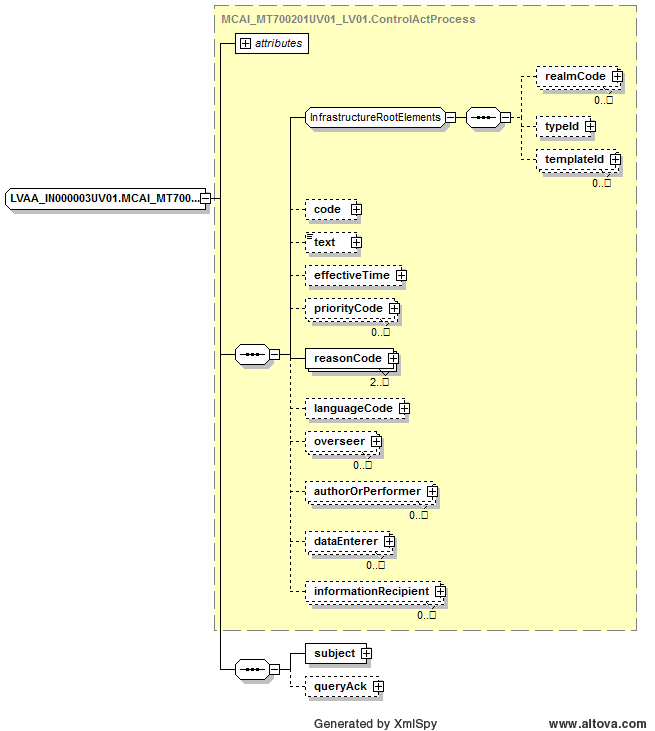 MCAI_MT700201UV01_LV01.ControlActProcess
attributes
InfrastructureRootElements
realmCode
0..□
typeId
templateId
0..□
LVAA_IN000003UV01.MCAI_MT700...
code
text
effectiveTime
priorityCode
0..□
reasonCode
2..□
languageCode
overseer
0..□
authorOrPerformer
0..□
dataEnterer
0..□
informationRecipient
0..□
subject
queryAck
Generated by XmlSpy
www.altova.com